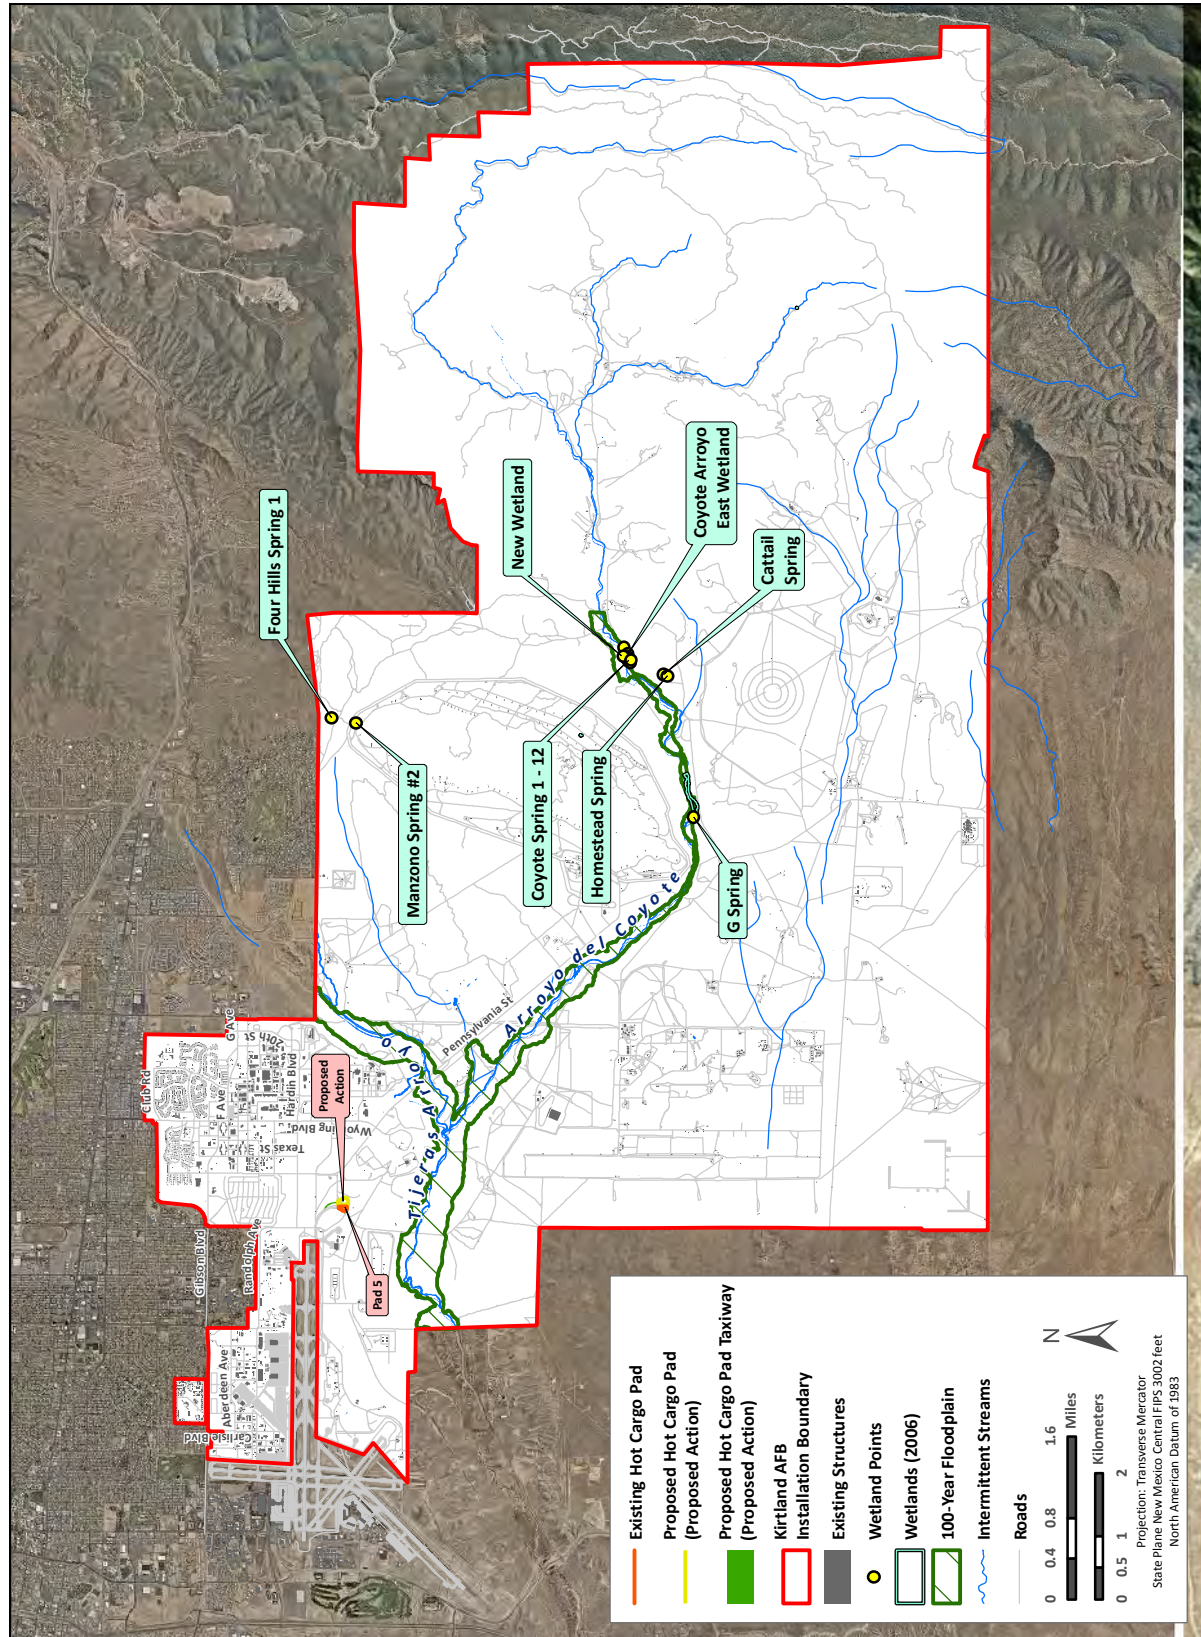 Four Hills Spring 1
Manzono Spring #2
New Wetland
Coyote Spring 1 - 12
Homestead Spring
Coyote Arroyo
East Wetland
Cattail
Spring
G Spring
Arroyo del Coyote
Tijeras Arroyo
Pennsylvania St
Proposed
Action
Pad 5
Club Rd
G Ave
20th St
F Ave
Hardin Blvd
Texas St
Wyoming Blvd
Gibson Blvd
Randolph Ave
Aberdeen Ave
Carlisle Blvd
Existing Hot Cargo Pad
Proposed Hot Cargo Pad
(Proposed Action)
Proposed Hot Cargo Pad Taxiway
(Proposed Action)
Kirtland AFB
Installation Boundary
Existing Structures
Wetland Points
Wetlands (2006)
100-Year Floodplain
Intermittent Streams
Roads
N
0 0.4 0.8 1.6
Miles
Kilometers
0 0.5 1 2
Projection: Transverse Mercator
State Plane New Mexico Central FIPS 3002 feet
North American Datum of 1983